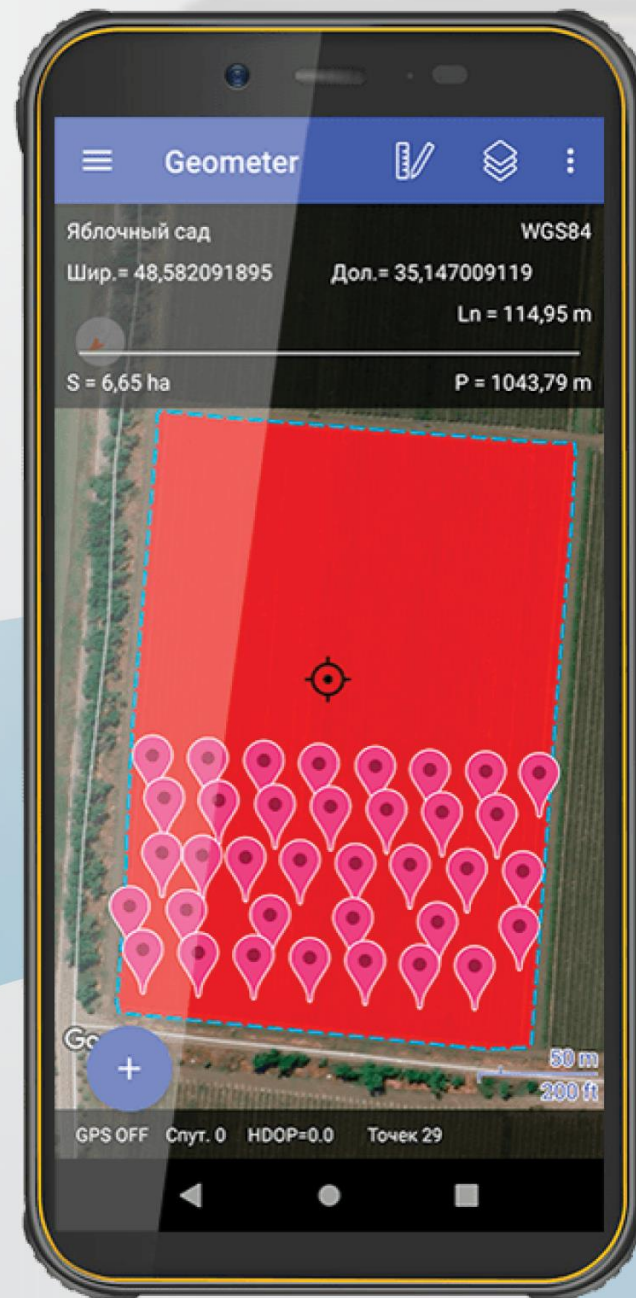 Geometer
Яблочный сад WGS84
Шир.= 48,582091895 Дол.= 35,147009119
Ln = 114,95 m
S = 6,65 ha P = 1043,79 m
Go
+
50 m
200 ft
GPS OFF Спут. 0 HDOP=0.0 Точек 29